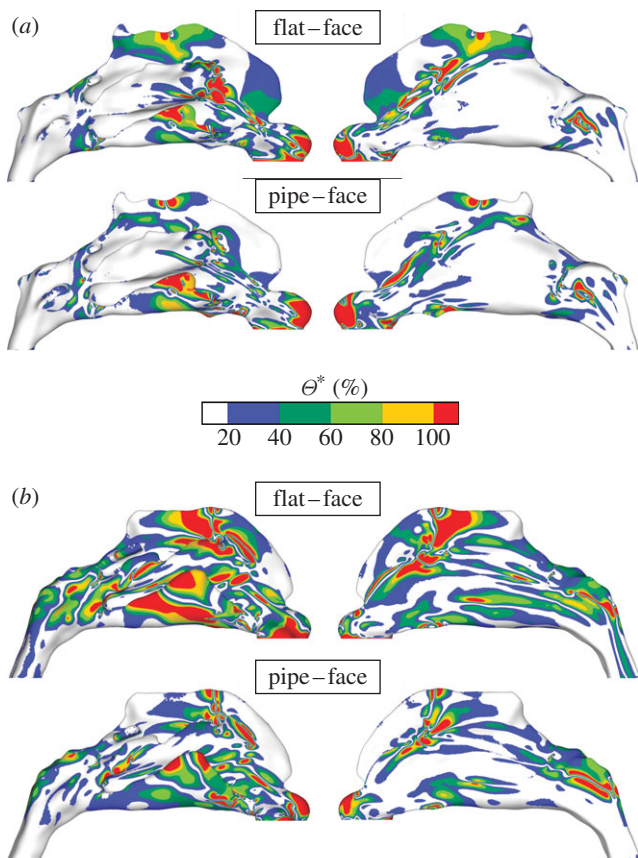 (a)
flat–face
pipe–face
Θ* (%)
20 40 60 80 100
(b)
flat–face
pipe–face